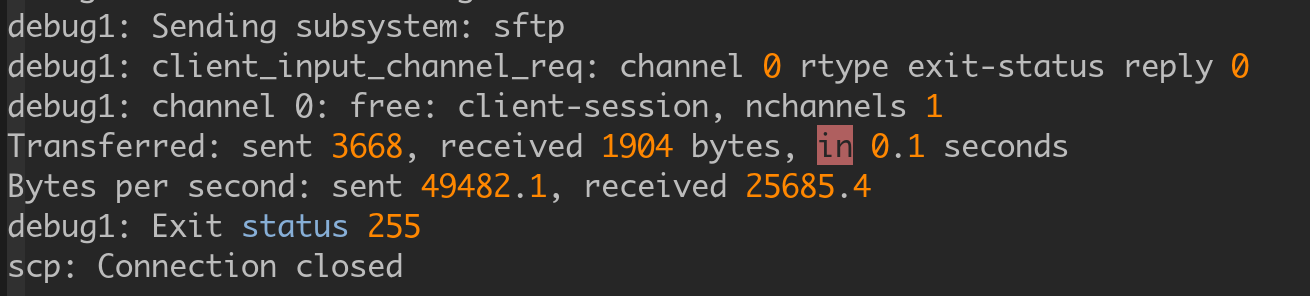 debug1: Sending subsystem: sftp
debug1: client_input_channel_req: channel 0 rtype exit-status reply 0
debug1: channel 0: free: client-session, nchannels 1
Transferred: sent 3668, received 1904 bytes, in 0.1 seconds
Bytes per second: sent 49482.1, received 25685.4
debug1: Exit status 255
scp: Connection closed